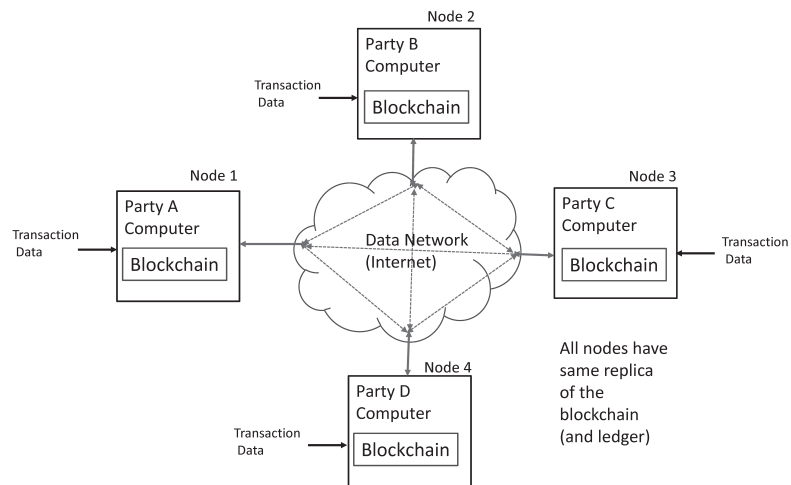 Node 2
Party B
Computer
Transaction
Data
Blockchain
Node 1
Party A
Computer
Transaction
Data
Blockchain
Data Network
(Internet)
Node 3
Party C
Computer
Blockchain
Transaction
Data
Node 4
Party D
Computer
Transaction
Data
Blockchain
All nodes have
same replica
of the
blockchain
(and ledger)